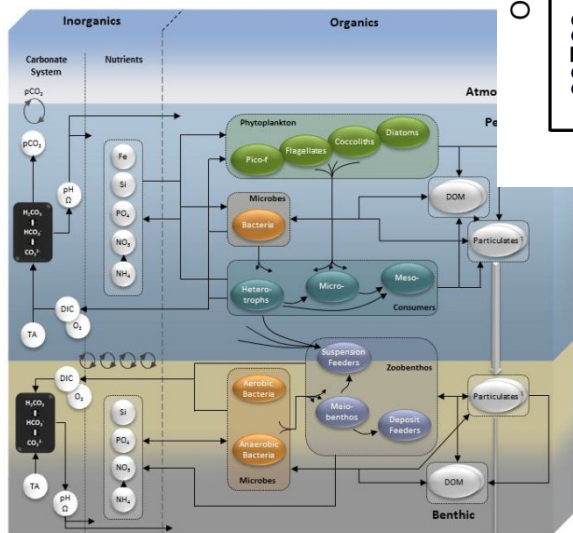 Inorganics
Organics
Carbonate
System
Nutrients
pCO₂
Atmo
pCO₂
pH
Ω
H₂CO₃
HCO₃⁻
CO₃²⁻
TA
DIC
O₂
Fe
Si
PO₄
NO₃
NH₄
Phytoplankton
Pe
Pico-f
Flagellates
Coccoliths
Diatoms
Microbes
Bacteria
DOM
Particulates
Hetero-
trophs
Micro-
Meso-
Consumers
DIC
O₂
H₂CO₃
HCO₃⁻
CO₃²⁻
TA
pH
Ω
Si
PO₄
NO₃
NH₄
Aerobic
Bacteria
Anaerobic
Bacteria
Microbes
Suspension
Feeders
Zoobenthos
Meio-
benthos
Deposit
Feeders
Particulates
DOM
Benthic